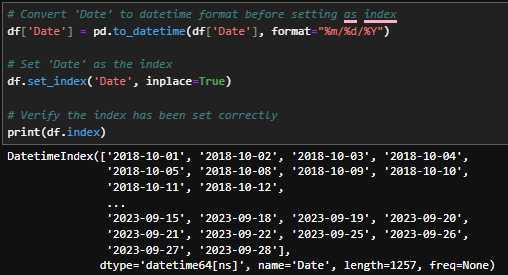 # Convert 'Date' to datetime format before setting as index
df['Date'] = pd.to_datetime(df['Date'], format="%m/%d/%Y")
# Set 'Date' as the index
df.set_index('Date', inplace=True)
# Verify the index has been set correctly
print(df.index)
DatetimeIndex(['2018-10-01', '2018-10-02', '2018-10-03', '2018-10-04',
'2018-10-05', '2018-10-08', '2018-10-09', '2018-10-10',
'2018-10-11', '2018-10-12',
...
'2023-09-15', '2023-09-18', '2023-09-19', '2023-09-20',
'2023-09-21', '2023-09-22', '2023-09-25', '2023-09-26',
'2023-09-27', '2023-09-28'],
dtype='datetime64[ns]', name='Date', length=1257, freq=None)